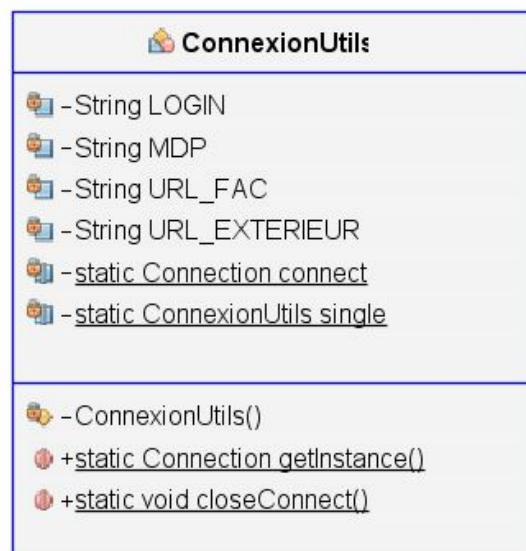 ConnexionUtils
-String LOGIN
-String MDP
-String URL_FAC
-String URL_EXTERIEUR
-static Connection connect
-static ConnexionUtils single
-ConnexionUtils()
+static Connection getInstance()
+static void closeConnect()